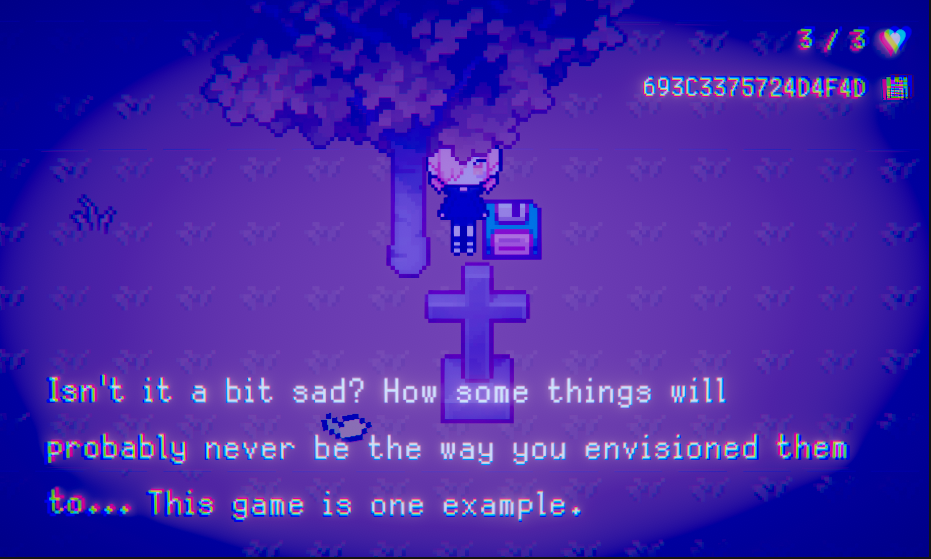 3 / 3
693C3375724D4F4D
Isn't it a bit sad? How some things will
probably never be the way you envisioned them
to... This game is one example.